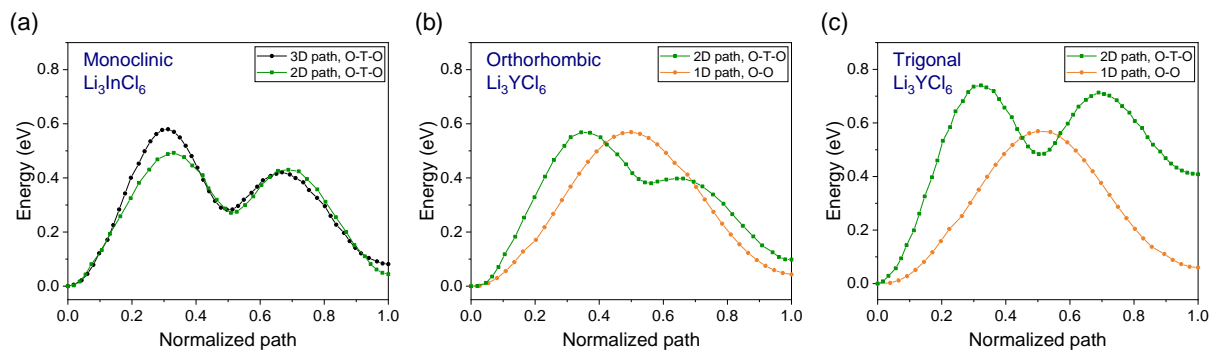 (a)
Monoclinic
Li₃InCl₆
3D path, O-T-O
2D path, O-T-O
Energy (eV)
0.8
0.6
0.4
0.2
0.0
0.0 0.2 0.4 0.6 0.8 1.0
Normalized path
(b)
Orthorhombic
Li₃YCl₆
2D path, O-T-O
1D path, O-O
Energy (eV)
0.8
0.6
0.4
0.2
0.0
0.0 0.2 0.4 0.6 0.8 1.0
Normalized path
(c)
Trigonal
Li₃YCl₆
2D path, O-T-O
1D path, O-O
Energy (eV)
0.8
0.6
0.4
0.2
0.0
0.0 0.2 0.4 0.6 0.8 1.0
Normalized path